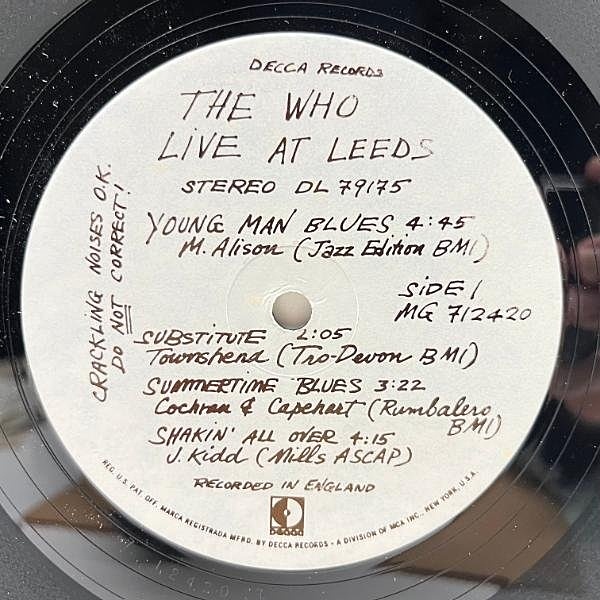 DECCA RECORDS
THE WHO
LIVE AT LEEDS
STEREO DL 79175
CRACKLING NOISES O.K.
DO NOT CORRECT!
YOUNG MAN BLUES 4:45
M. Alison (Jazz Edition BMI)
SIDE 1
MG 712420
SUBSTITUTE 2:05
Townshend (Tro-Devon BMI)
SUMMERTIME BLUES 3:22
Cochran & Capehart (Rumbalero
BMI)
SHAKIN' ALL OVER 4:15
J. Kidd (Mills ASCAP)
RECORDED IN ENGLAND
DECCA
REG. U.S. PAT. OFF. MARCA REGISTRADA MFRD. BY DECCA RECORDS - A DIVISION OF MCA INC., NEW YORK, U.S.A.